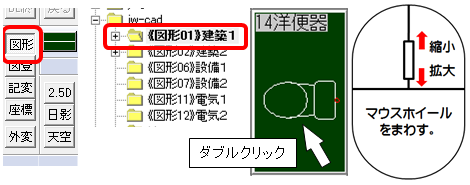 図形
図登
記変
2.5D
座標
日影
外変
天空
jw-cad
《図形01》建築1
《図形02》建築2
《図形06》設備1
《図形07》設備2
《図形11》電気1
《図形12》電気2
14洋便器
ダブルクリック
縮小
拡大
マウスホイール
をまわす。